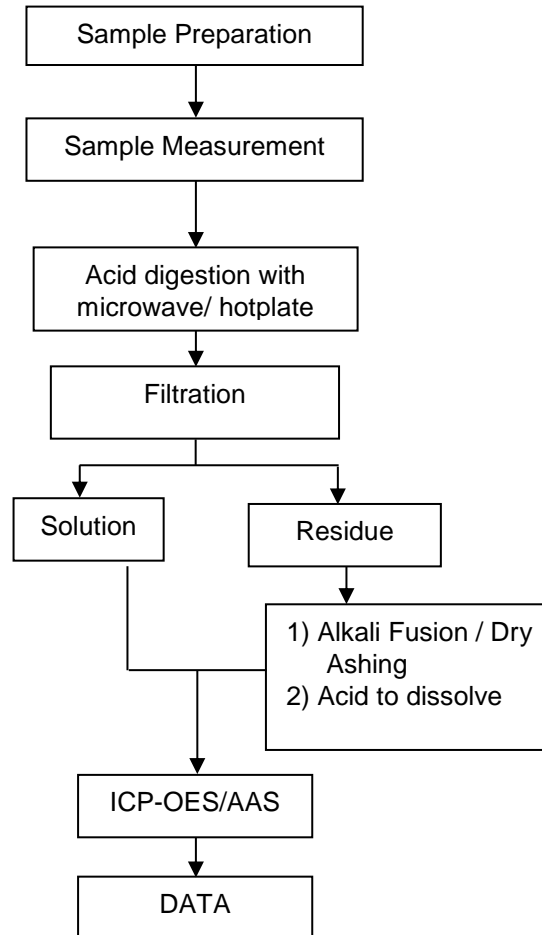 Sample Preparation
Sample Measurement
Acid digestion with
microwave/ hotplate
Filtration
Solution
Residue
1) Alkali Fusion / Dry
Ashing
2) Acid to dissolve
ICP-OES/AAS
DATA